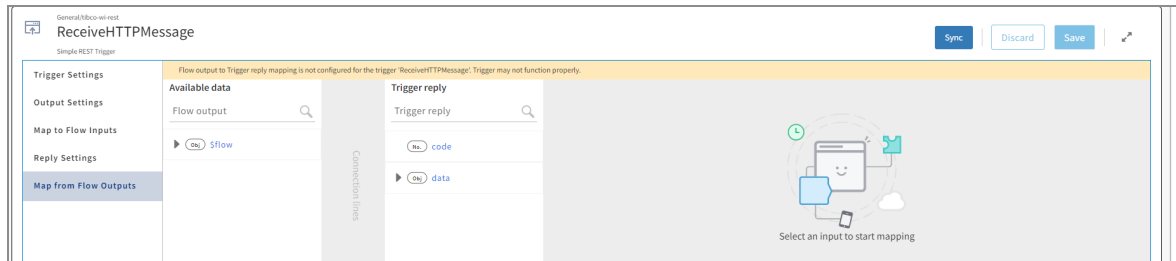 General/tibco-wi-rest
ReceiveHTTPMessage
Simple REST Trigger
Sync
Discard
Save
Trigger Settings
Output Settings
Map to Flow Inputs
Reply Settings
Map from Flow Outputs
Flow output to Trigger reply mapping is not configured for the trigger 'ReceiveHTTPMessage'. Trigger may not function properly.
Available data
Flow output
Obj $flow
Connection lines
Trigger reply
Trigger reply
No. code
Obj data
Select an input to start mapping